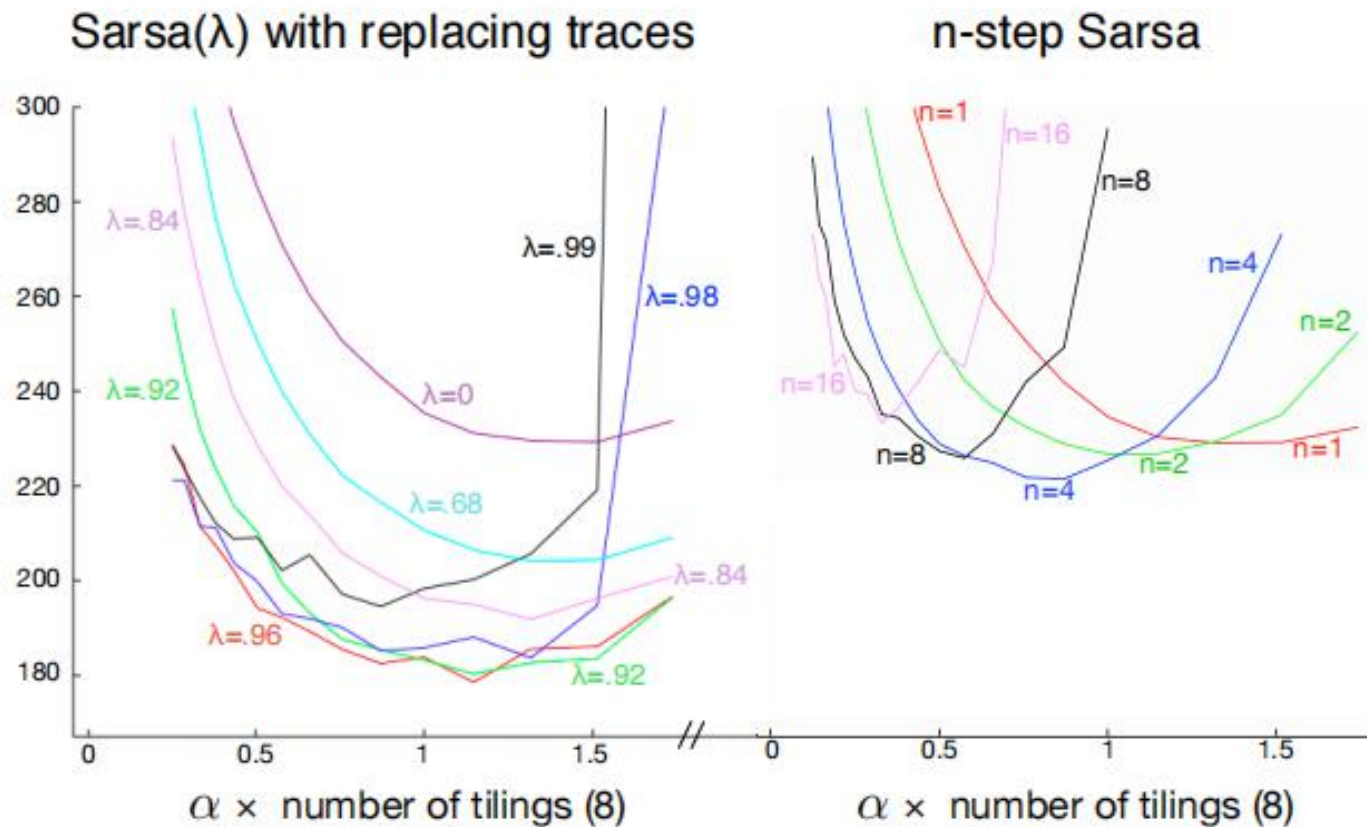 Sarsa(λ) with replacing traces
n-step Sarsa
300
280
260
240
220
200
180
λ=.84
λ=.92
λ=.96
λ=0
λ=.68
λ=.99
λ=.98
λ=.84
λ=.92
0
0.5
1
1.5
//
α × number of tilings (8)
n=1
n=16
n=8
n=4
n=2
n=16
n=8
n=4
n=2
n=1
0
0.5
1
1.5
α × number of tilings (8)